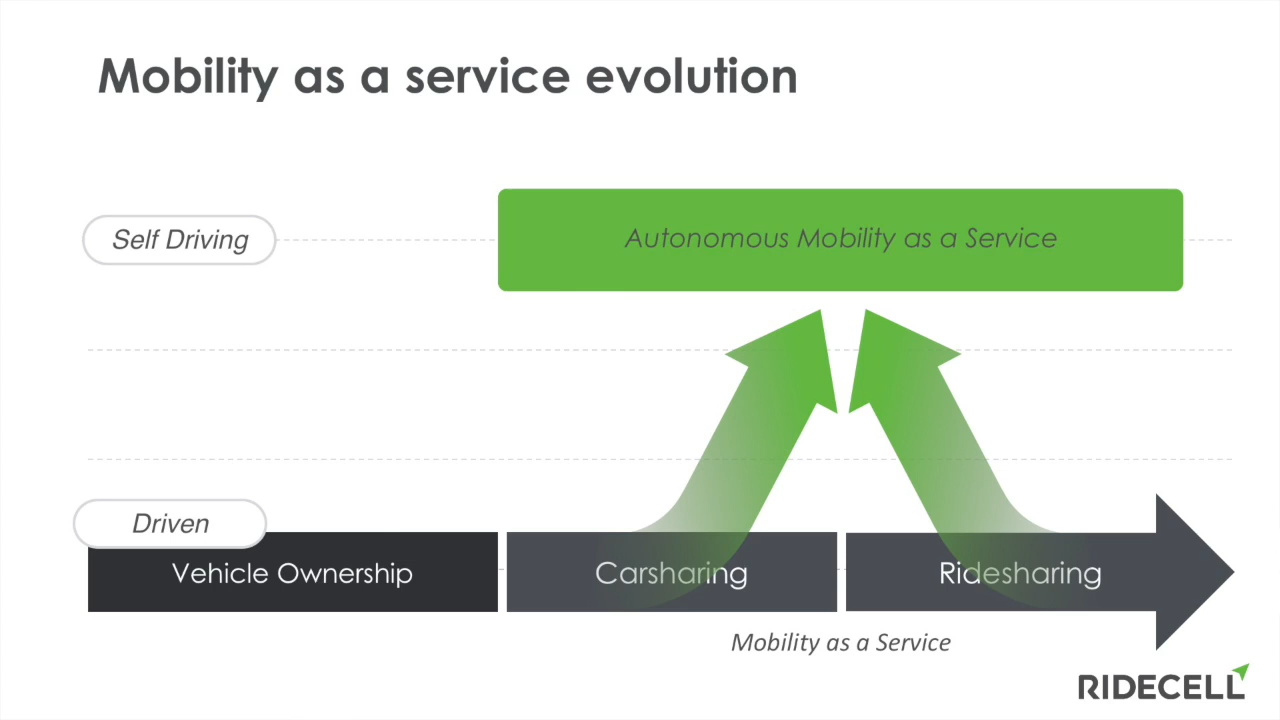 Mobility as a service evolution
Self Driving
Autonomous Mobility as a Service
Driven
Vehicle Ownership
Carsharing
Ridesharing
Mobility as a Service
RIDECELL